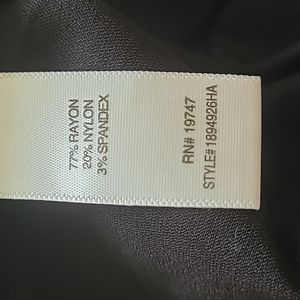 77% RAYON
20% NYLON
3% SPANDEX
RN# 19747
STYLE#1894926HA